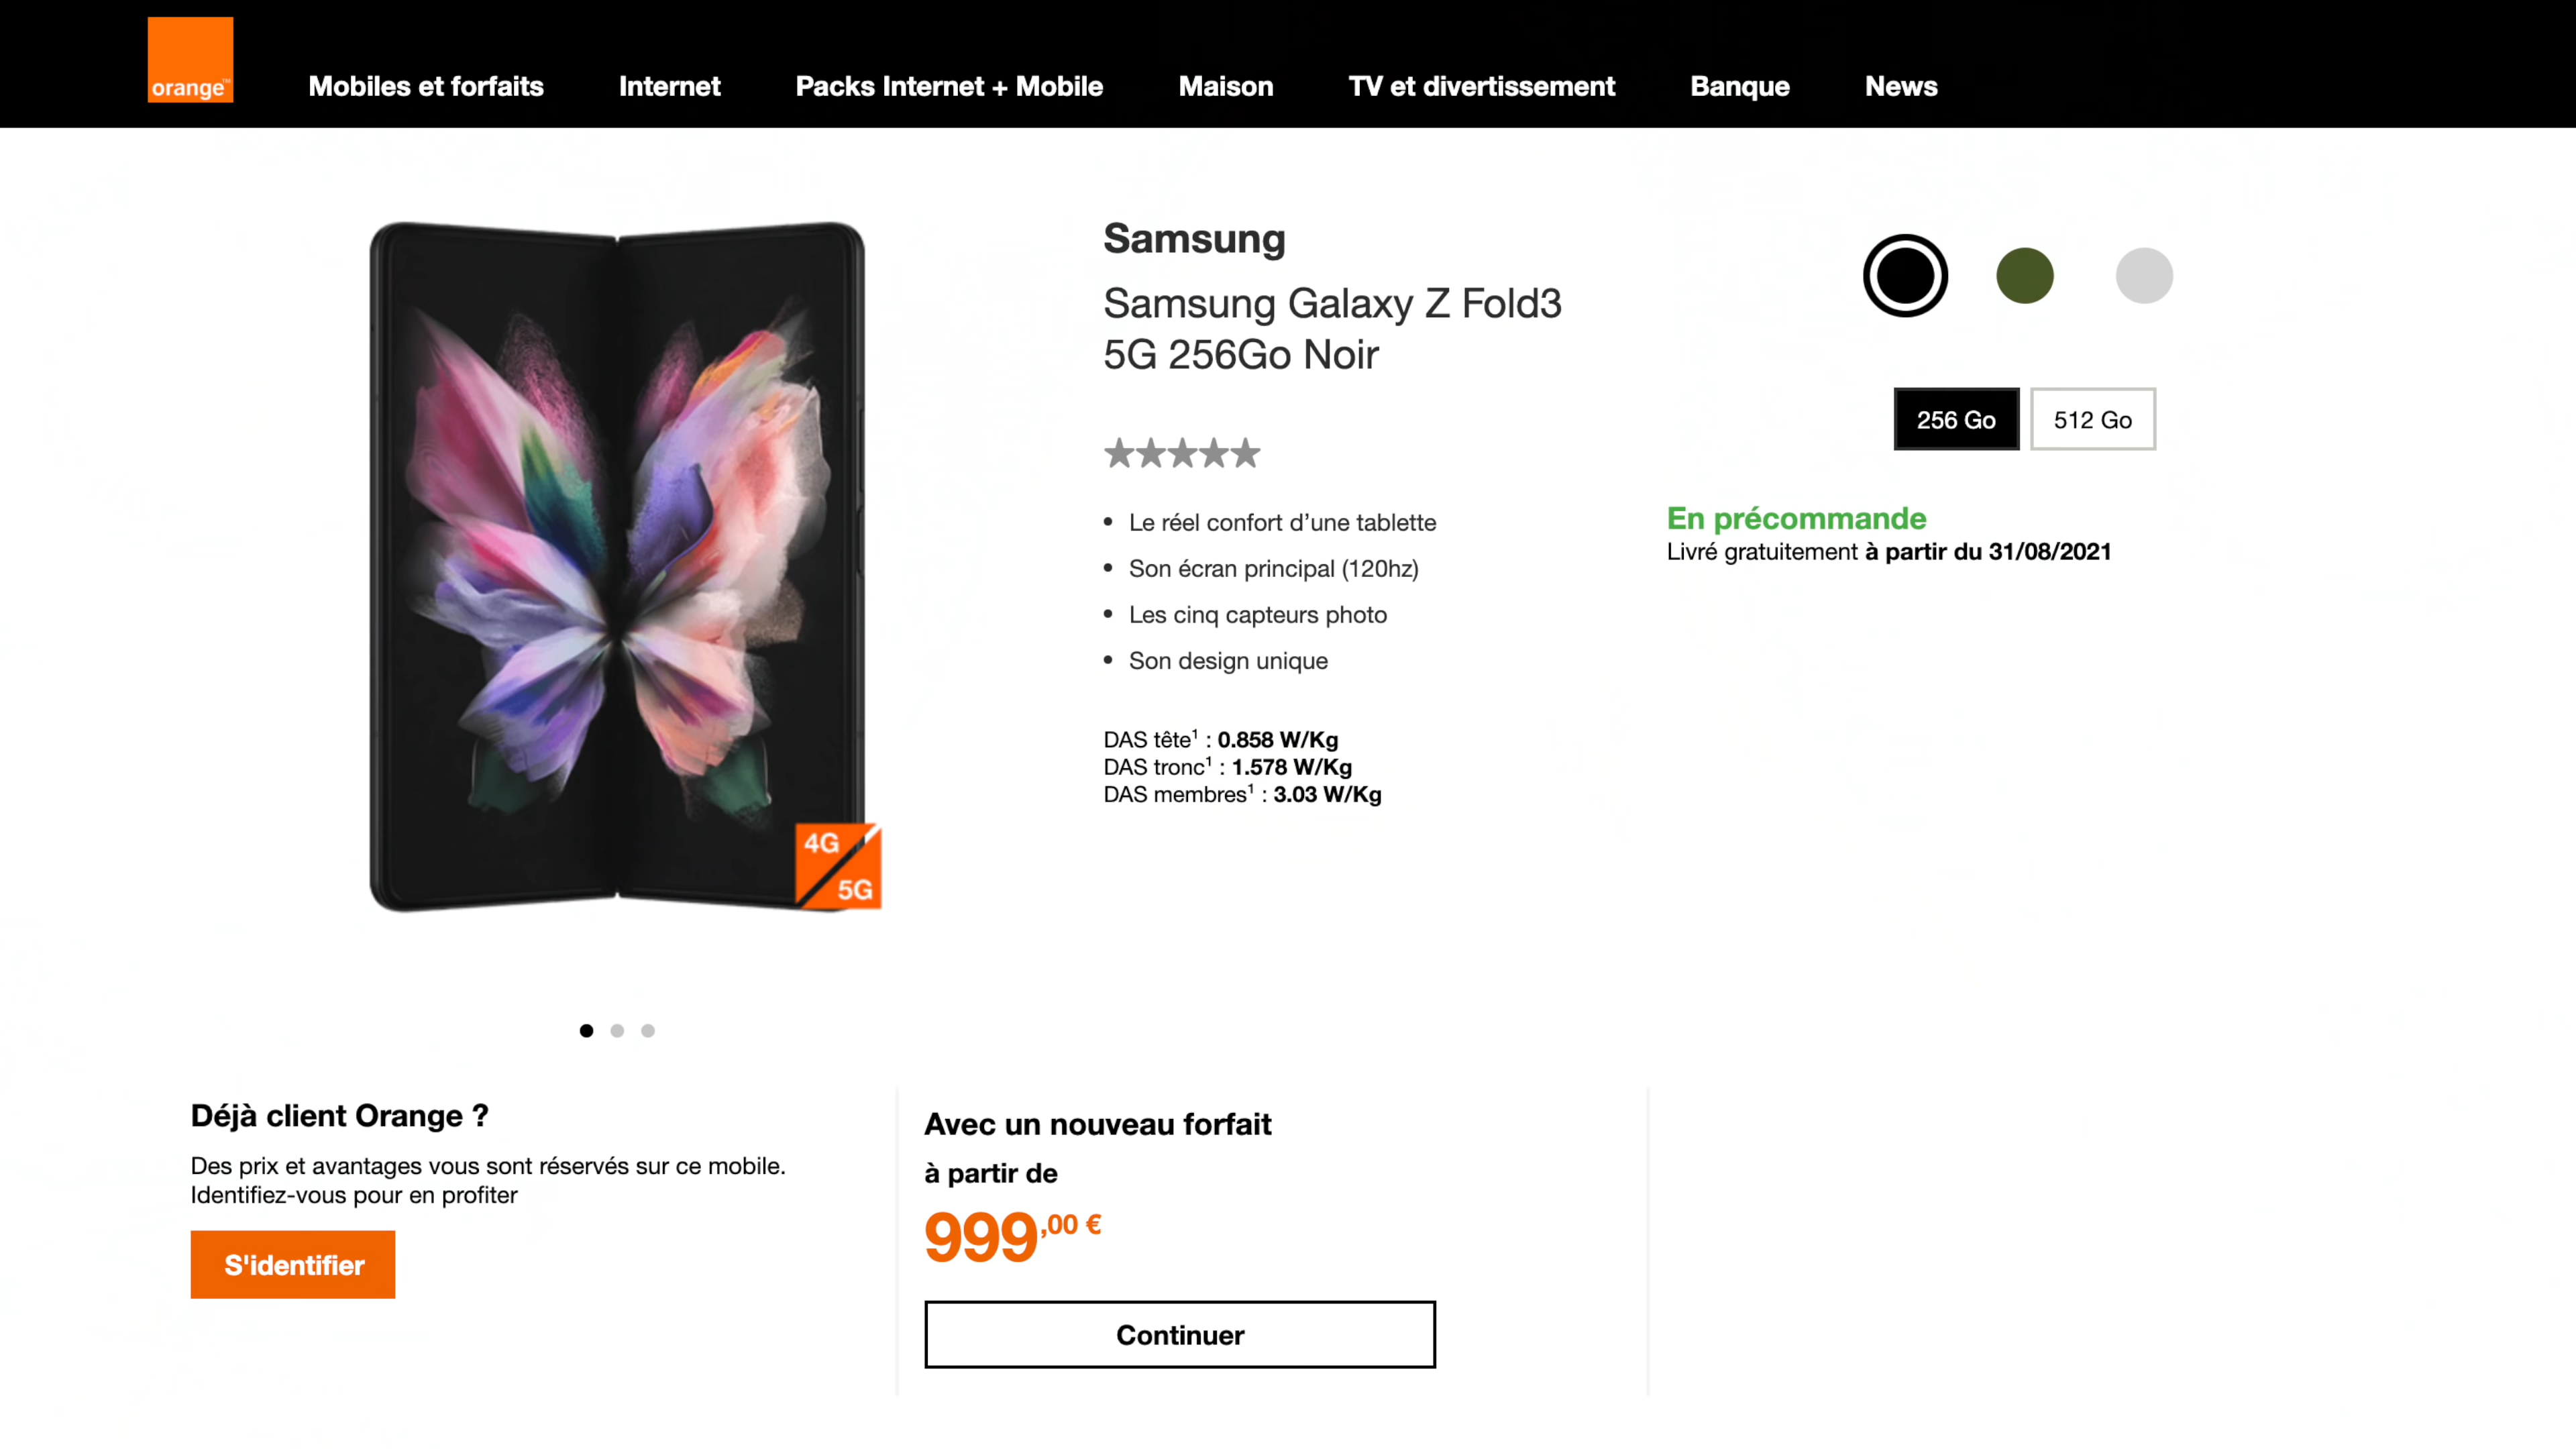 orange™
Mobiles et forfaits
Internet
Packs Internet + Mobile
Maison
TV et divertissement
Banque
News
Samsung
Samsung Galaxy Z Fold3
5G 256Go Noir
Le réel confort d’une tablette
Son écran principal (120hz)
Les cinq capteurs photo
Son design unique
DAS tête¹ : 0.858 W/Kg
DAS tronc¹ : 1.578 W/Kg
DAS membres¹ : 3.03 W/Kg
256 Go
512 Go
En précommande
Livré gratuitement à partir du 31/08/2021
4G
5G
Déjà client Orange ?
Des prix et avantages vous sont réservés sur ce mobile.
Identifiez-vous pour en profiter
S'identifier
Avec un nouveau forfait
à partir de
999,00 €
Continuer